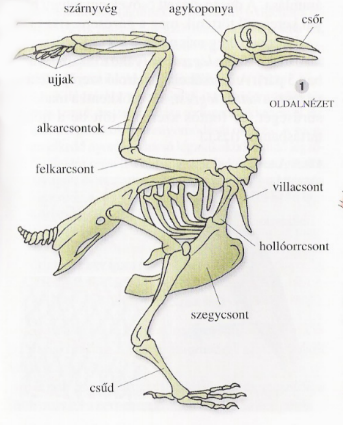 szárnyvég
agykoponya
csőr
ujjak
1
OLDALNÉZET
alkarcsontok
felkarcsont
villacsont
hollóorrcsont
szegycsont
csűd